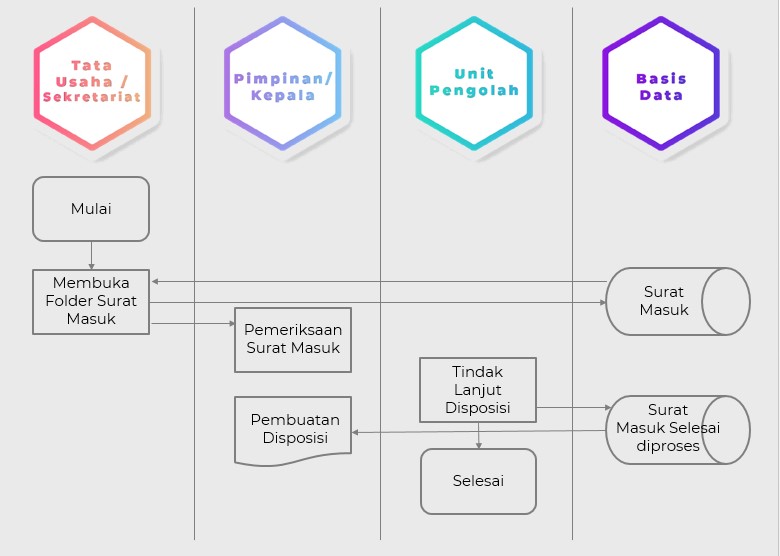 Tata
Usaha /
Sekretariat
Pimpinan/
Kepala
Unit
Pengolah
Basis
Data
Mulai
Membuka
Folder Surat
Masuk
Surat
Masuk
Pemeriksaan
Surat Masuk
Tindak
Lanjut
Disposisi
Pembuatan
Disposisi
Surat
Masuk Selesai
diproses
Selesai